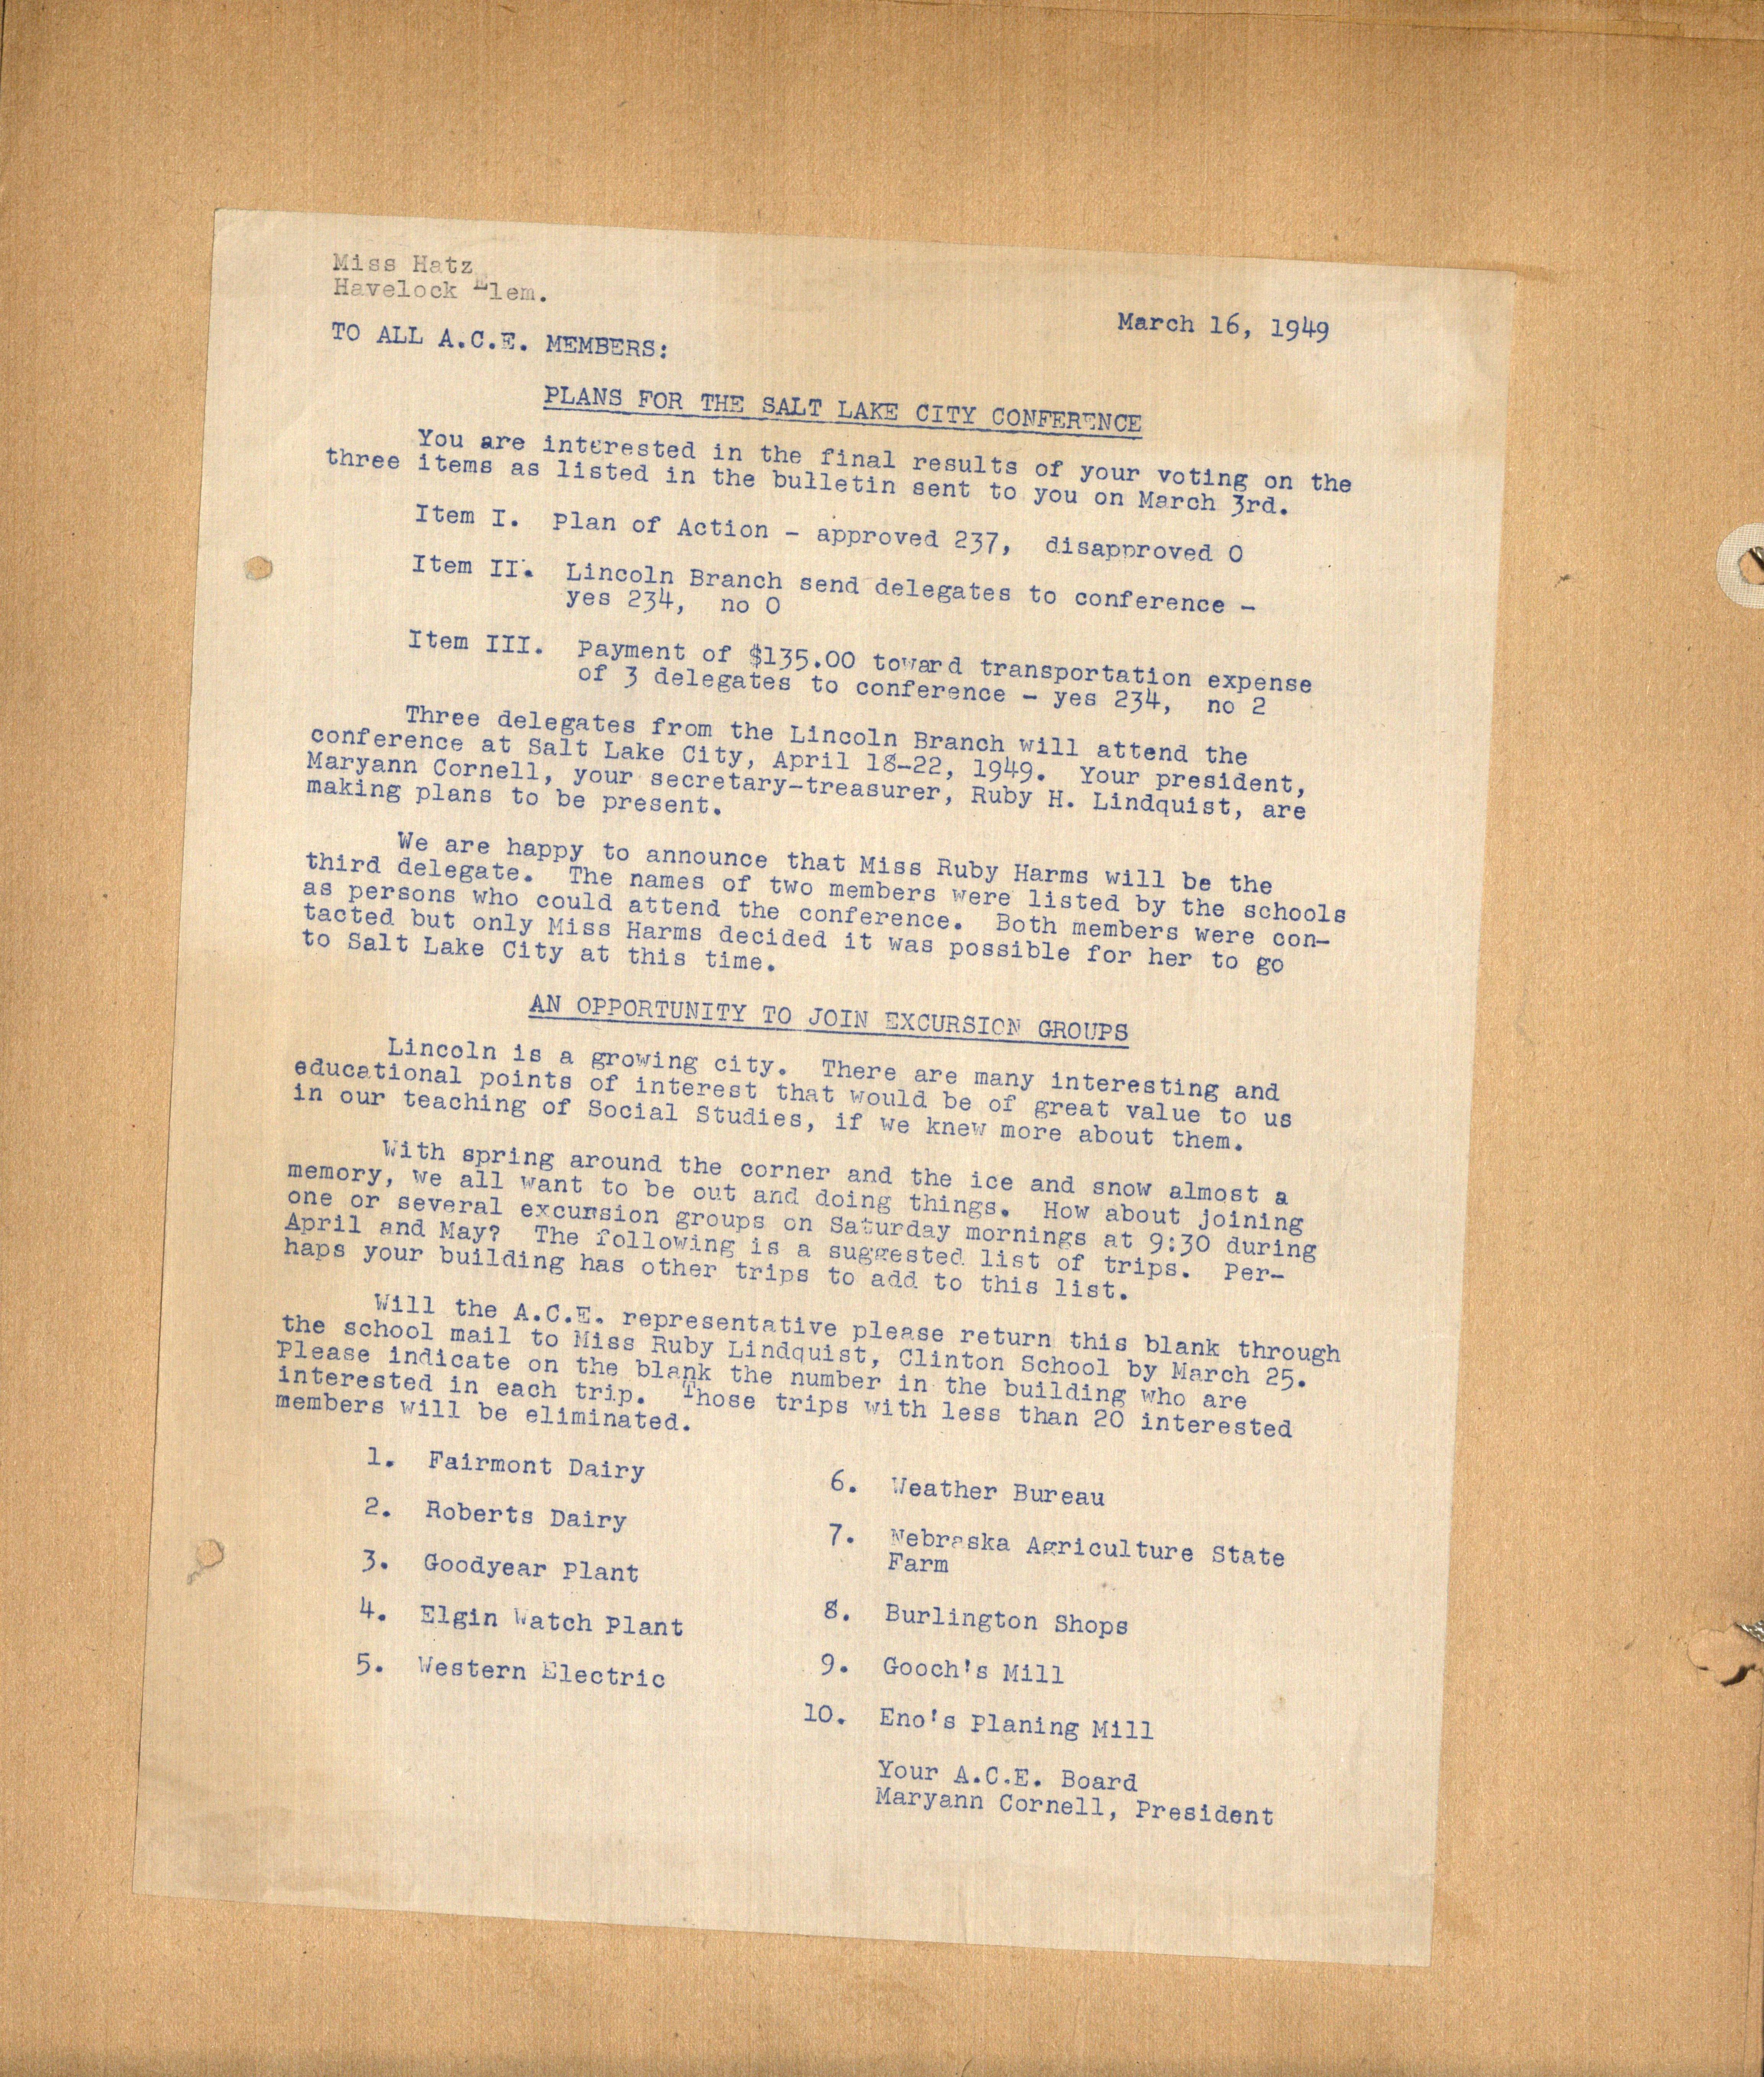 Miss Hatz
Havelock Elem.
March 16, 1949
TO ALL A.C.E. MEMBERS:
PLANS FOR THE SALT LAKE CITY CONFERENCE
You are interested in the final results of your voting on the
three items as listed in the bulletin sent to you on March 3rd.
Item I. Plan of Action - approved 237, disapproved 0
Item II. Lincoln Branch send delegates to conference -
yes 234, no 0
Item III. Payment of $135.00 toward transportation expense
of 3 delegates to conference - yes 234, no 2
Three delegates from the Lincoln Branch will attend the
conference at Salt Lake City, April 18-22, 1949. Your president,
Maryann Cornell, your secretary-treasurer, Ruby H. Lindquist, are
making plans to be present.
We are happy to announce that Miss Ruby Harms will be the
third delegate. The names of two members were listed by the schools
as persons who could attend the conference. Both members were con-
tacted but only Miss Harms decided it was possible for her to go
to Salt Lake City at this time.
AN OPPORTUNITY TO JOIN EXCURSION GROUPS
Lincoln is a growing city. There are many interesting and
educational points of interest that would be of great value to us
in our teaching of Social Studies, if we knew more about them.
With spring around the corner and the ice and snow almost a
memory, we all want to be out and doing things. How about joining
one or several excursion groups on Saturday mornings at 9:30 during
April and May? The following is a suggested list of trips. Per-
haps your building has other trips to add to this list.
Will the A.C.E. representative please return this blank through
the school mail to Miss Ruby Lindquist, Clinton School by March 25.
Please indicate on the blank the number in the building who are
interested in each trip. Those trips with less than 20 interested
members will be eliminated.
1. Fairmont Dairy
2. Roberts Dairy
3. Goodyear Plant
4. Elgin Watch Plant
5. Western Electric
6. Weather Bureau
7. Nebraska Agriculture State
Farm
8. Burlington Shops
9. Gooch's Mill
10. Eno's Planing Mill
Your A.C.E. Board
Maryann Cornell, President